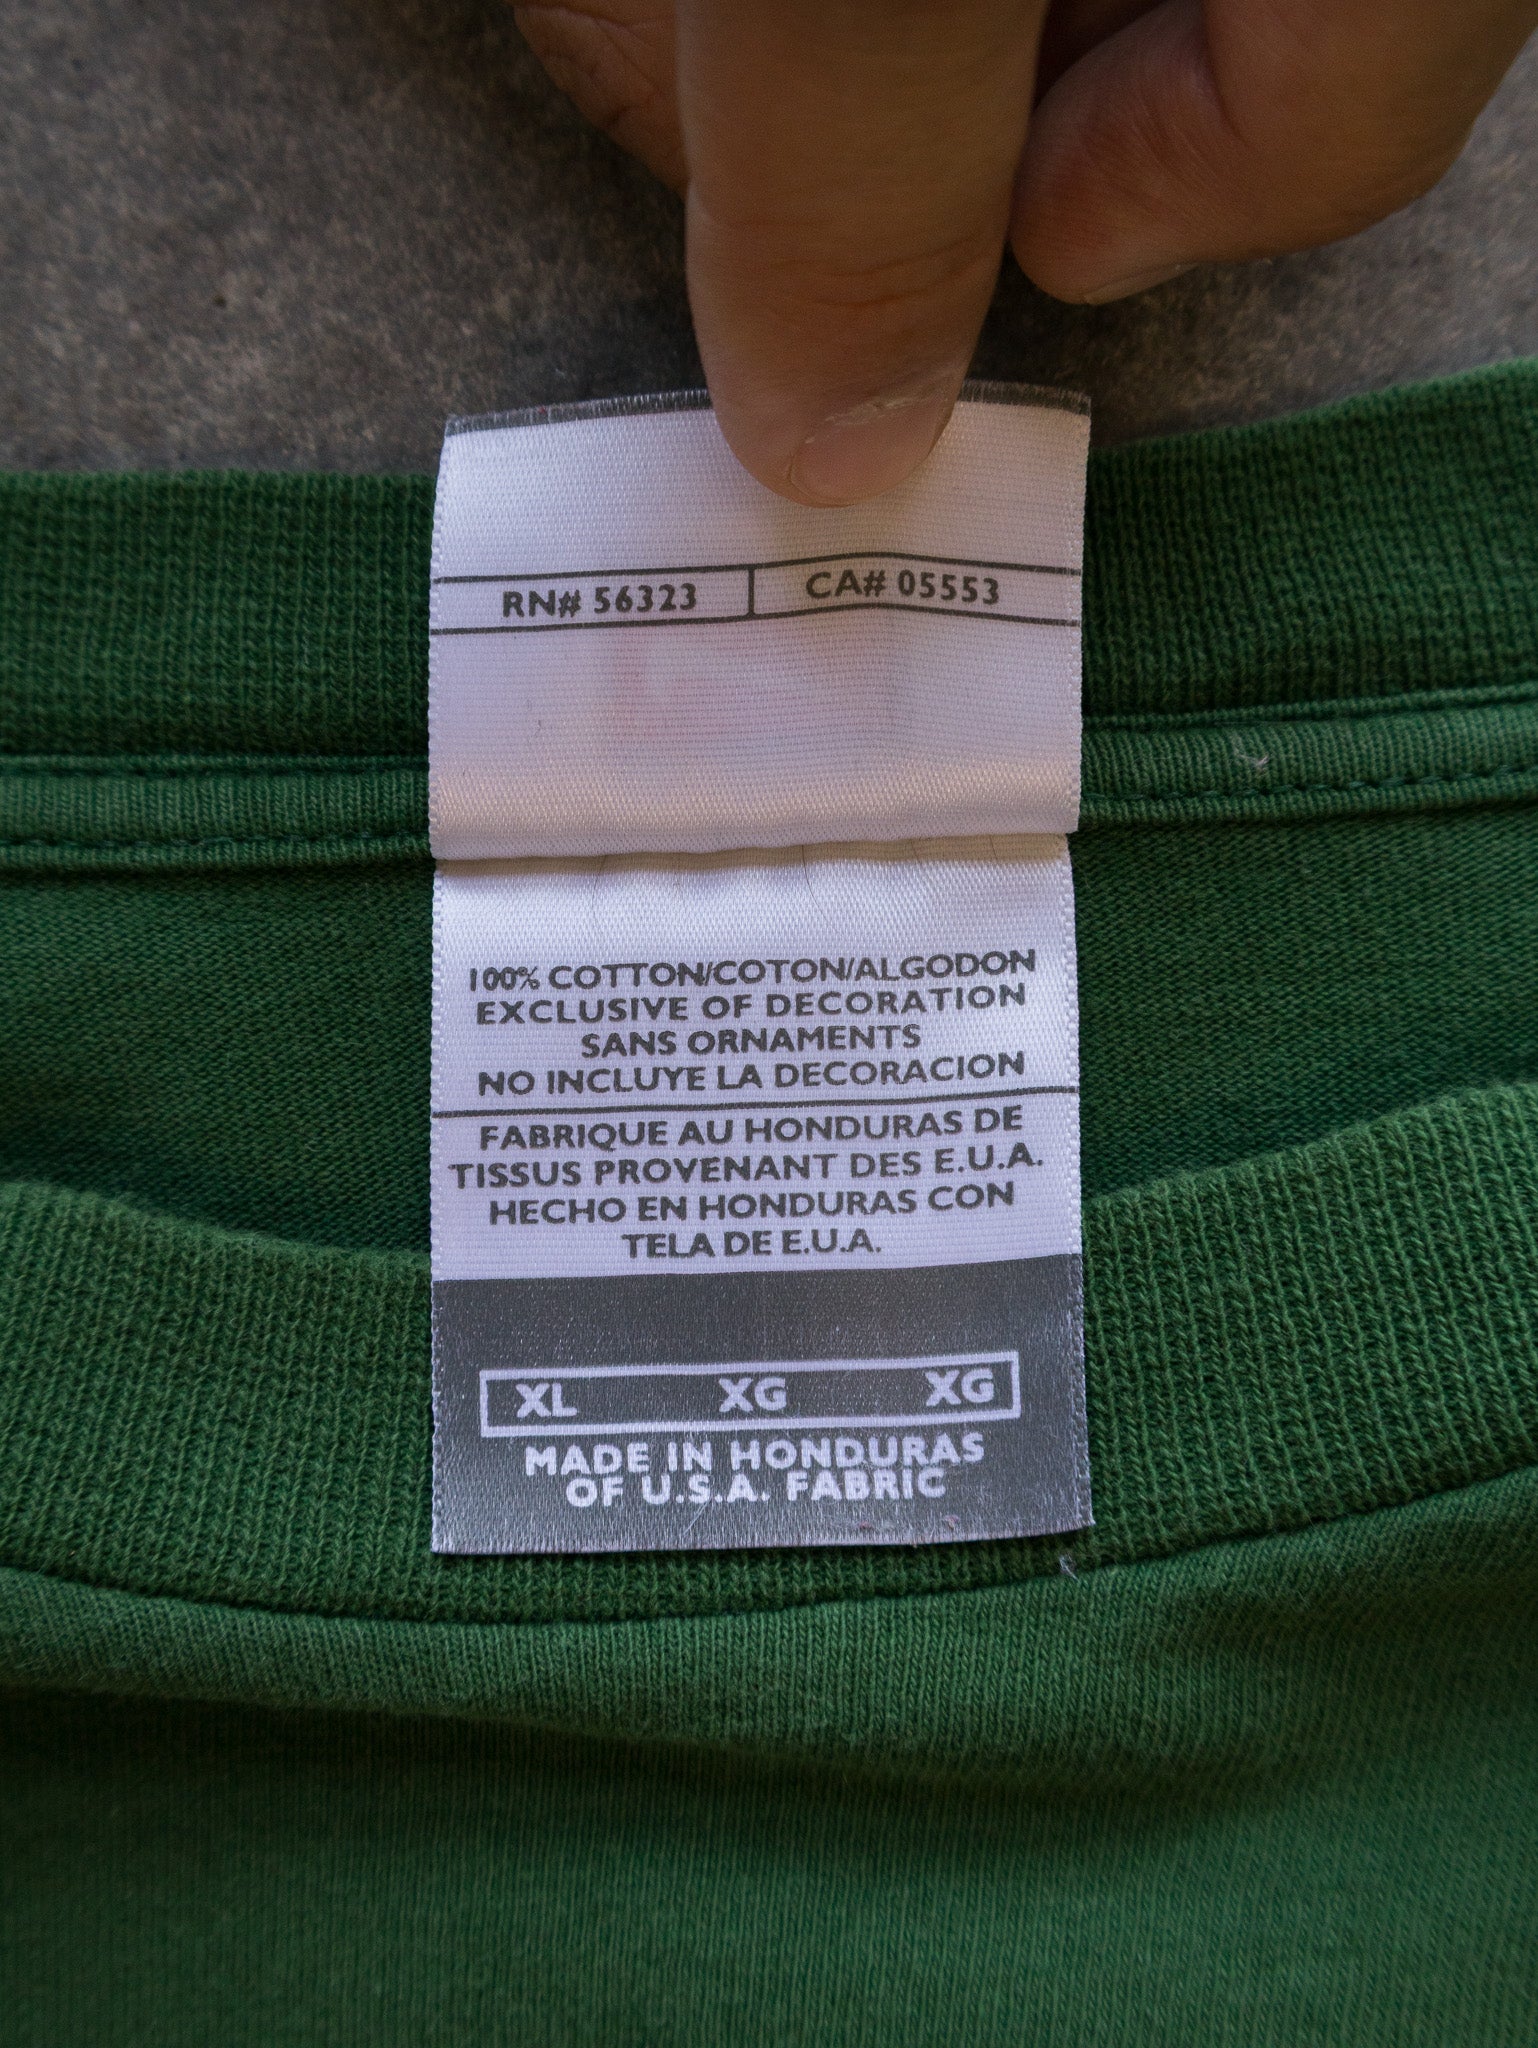 RN# 56323 CA# 05553
100% COTTON/COTON/ALGODON
EXCLUSIVE OF DECORATION
SANS ORNAMENTS
NO INCLUYE LA DECORACION
FABRIQUE AU HONDURAS DE
TISSUS PROVENANT DES E.U.A.
HECHO EN HONDURAS CON
TELA DE E.U.A.
XL XG XG
MADE IN HONDURAS
OF U.S.A. FABRIC